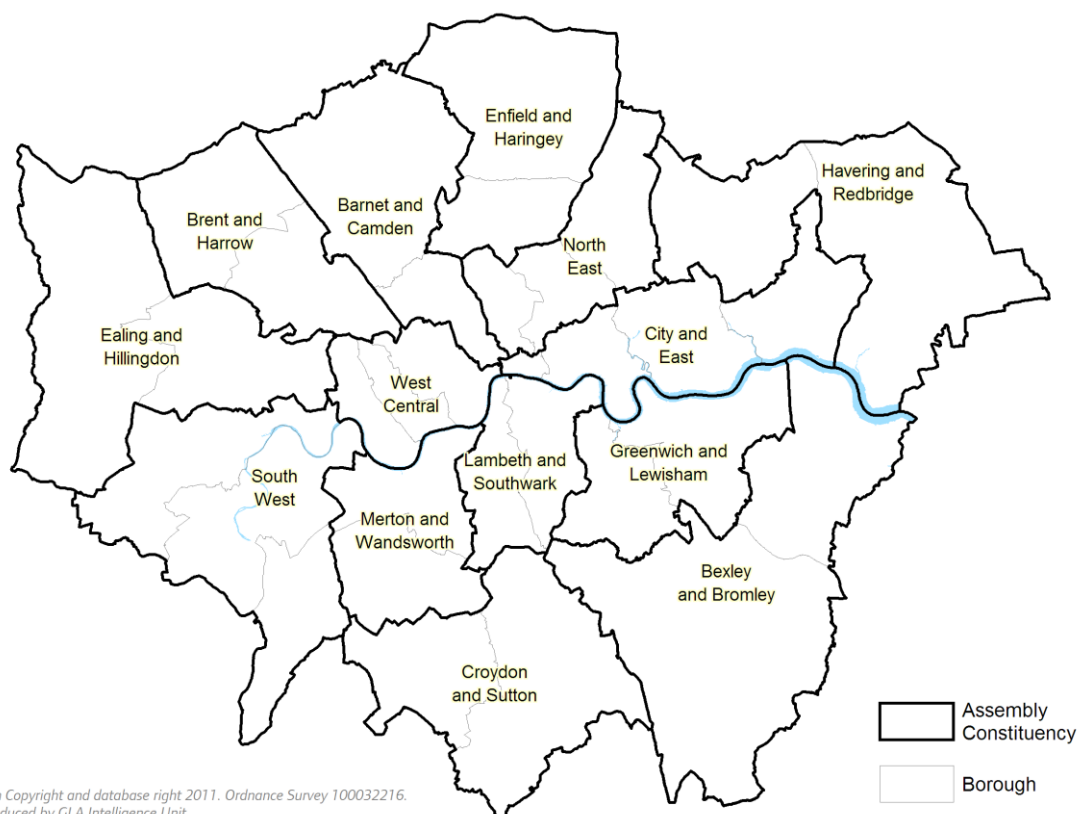 Enfield and
Haringey
Havering and
Redbridge
Barnet and
Camden
Brent and
Harrow
North
East
Ealing and
Hillingdon
City and
East
West
Central
Greenwich and
Lewisham
Lambeth and
Southwark
South
West
Merton and
Wandsworth
Bexley
and Bromley
Croydon
and Sutton
Assembly
Constituency
Borough
Copyright and database right 2011. Ordnance Survey 100032216.
by GLA Intelligence Unit